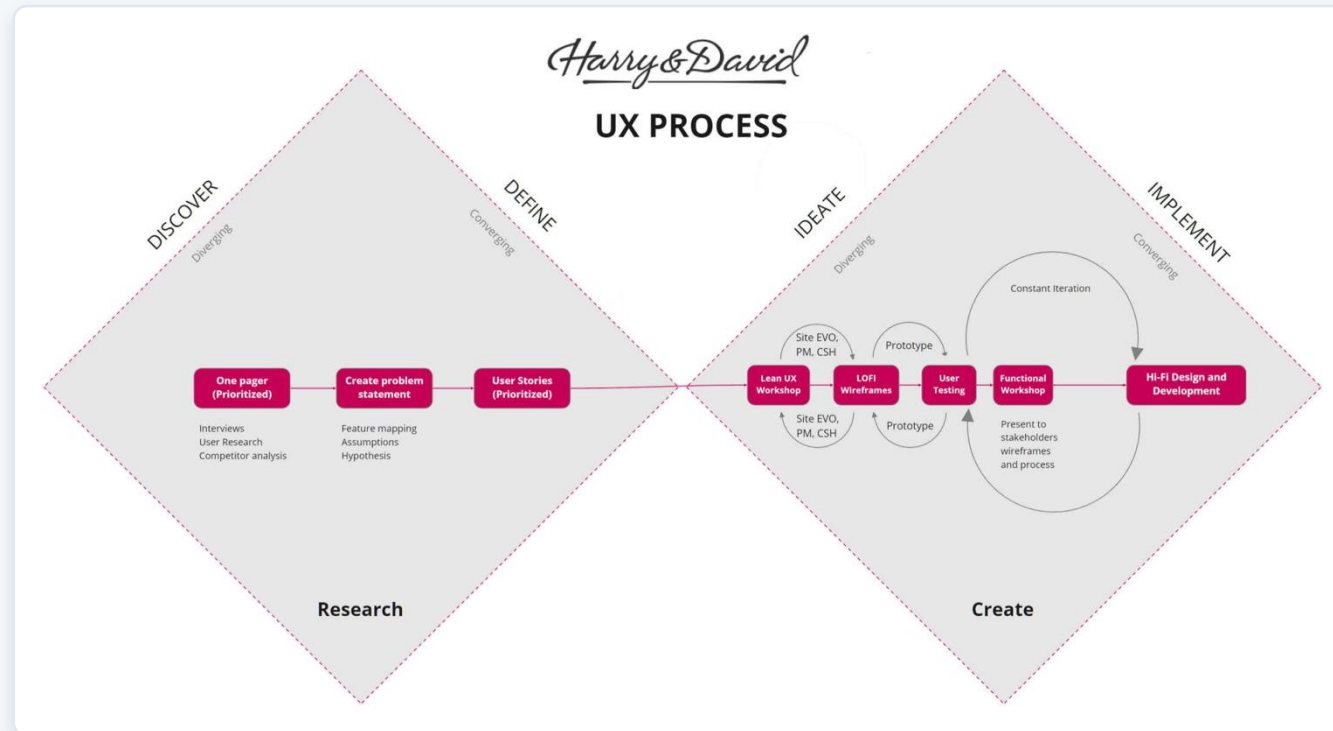 Harry&David
UX PROCESS
DISCOVER
Diverging
DEFINE
Converging
One pager
(Prioritized)
Interviews
User Research
Competitor analysis
Create problem
statement
Feature mapping
Assumptions
Hypothesis
User Stories
(Prioritized)
Research
IDEATE
Diverging
IMPLEMENT
Converging
Constant Iteration
Site EVO,
PM, CSH
Prototype
Lean UX
Workshop
LOFI
Wireframes
User
Testing
Functional
Workshop
Hi-Fi Design and
Development
Site EVO,
PM, CSH
Prototype
Present to
stakeholders
wireframes
and process
Create